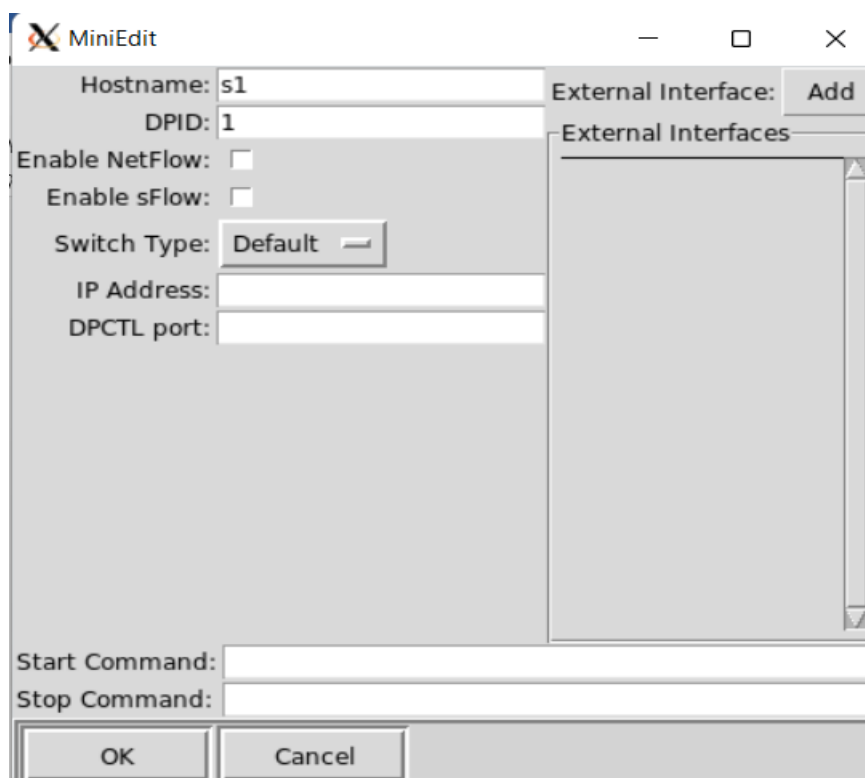 MiniEdit
Hostname: s1
DPID: 1
Enable NetFlow:
Enable sFlow:
Switch Type: Default
IP Address:
DPCTL port:
External Interface: Add
External Interfaces
Start Command:
Stop Command:
OK Cancel